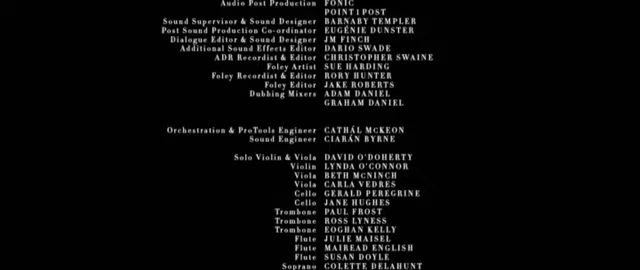 Audio Post Production FONIC
POINT1POST
Sound Supervisor & Sound Designer BARNABY TEMPLER
Post Sound Production Co-ordinator EUGÉNIE DUNSTER
Dialogue Editor & Sound Designer JM FINCH
Additional Sound Effects Editor DARIO SWADE
ADR Recordist & Editor CHRISTOPHER SWAINE
Foley Artist SUE HARDING
Foley Recordist & Editor RORY HUNTER
Foley Editor JAKE ROBERTS
Dubbing Mixers ADAM DANIEL
GRAHAM DANIEL
Orchestration & ProTools Engineer CATHÁL McKEON
Sound Engineer CIARÁN BYRNE
Solo Violin & Viola DAVID O'DOHERTY
Violin LYNDA O'CONNOR
Viola BETH McNINCH
Viola CARLA VEDRES
Cello GERALD PEREGRINE
Cello JANE HUGHES
Trombone PAUL FROST
Trombone ROSS LYNESS
Trombone EOGHAN KELLY
Flute JULIE MAISEL
Flute MAIREAD ENGLISH
Flute SUSAN DOYLE
Soprano COLETTE DELAHUNT